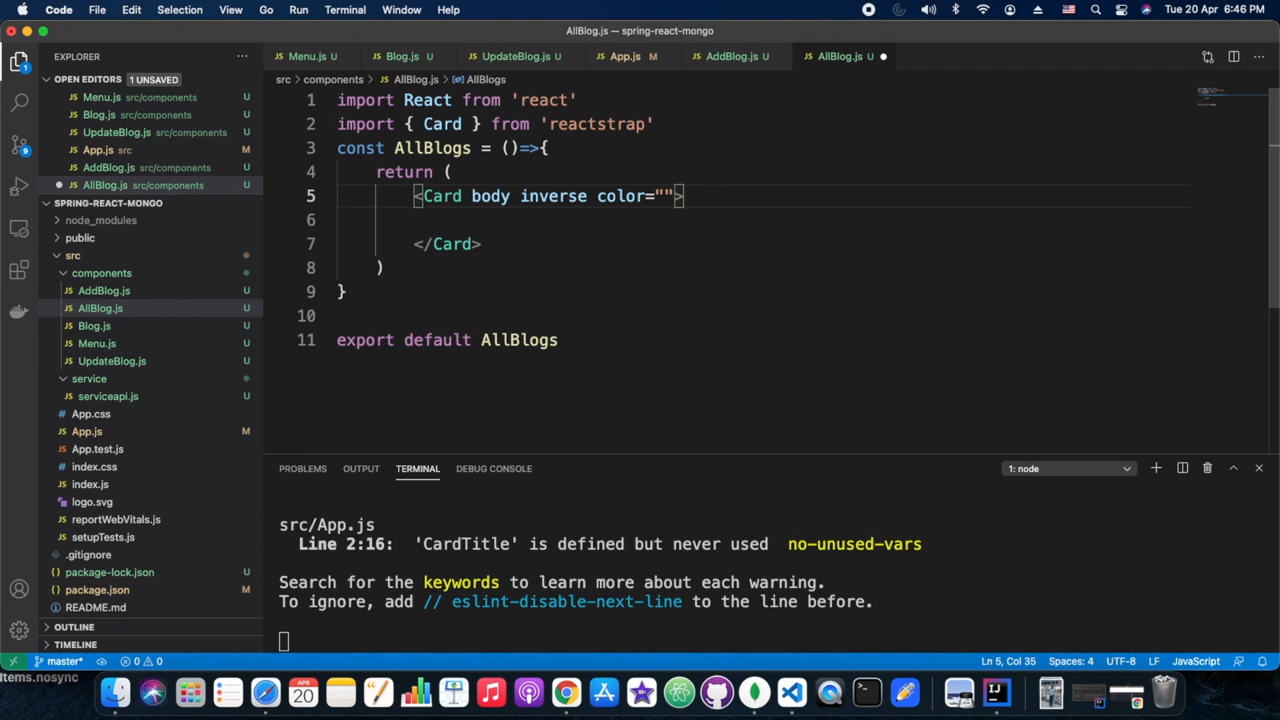 Code File Edit Selection View Go Run Terminal Window Help Tue 20 Apr 6:46 PM
AllBlog.js — spring-react-mongo
EXPLORER
OPEN EDITORS 1 UNSAVED
Menu.js src/components U
Blog.js src/components U
UpdateBlog.js src/components U
App.js src M
AddBlog.js src/components U
AllBlog.js src/components U
SPRING-REACT-MONGO
node_modules
public
src
components
AddBlog.js U
AllBlog.js U
Blog.js U
Menu.js U
UpdateBlog.js U
service
serviceapi.js U
App.css
App.js M
App.test.js
index.css
index.js
logo.svg
reportWebVitals.js
setupTests.js
.gitignore
package-lock.json U
package.json M
README.md
OUTLINE
TIMELINE
Menu.js U Blog.js U UpdateBlog.js U App.js M AddBlog.js U AllBlog.js U
src > components > AllBlog.js > AllBlogs
1 import React from 'react'
2 import { Card } from 'reactstrap'
3 const AllBlogs = ()=>{
4 return (
5 <Card body inverse color="">
6
7 </Card>
8 )
9 }
10
11 export default AllBlogs
PROBLEMS OUTPUT TERMINAL DEBUG CONSOLE 1: node
src/App.js
Line 2:16: 'CardTitle' is defined but never used no-unused-vars
Search for the keywords to learn more about each warning.
To ignore, add // eslint-disable-next-line to the line before.
master* 0 0 Ln 5, Col 35 Spaces: 4 UTF-8 LF JavaScript
Items.nosync
APR
20